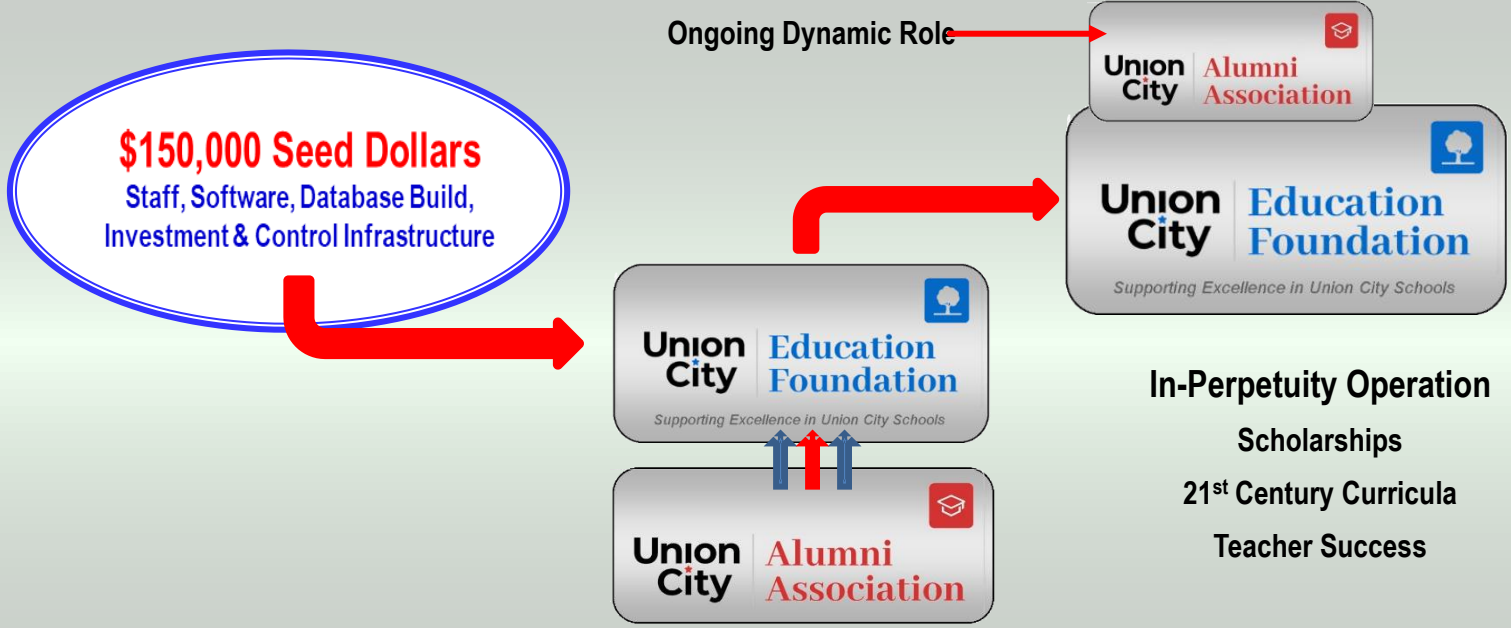 Ongoing Dynamic Role
Union
City
Alumni
Association
$150,000 Seed Dollars
Staff, Software, Database Build,
Investment & Control Infrastructure
Union
City
Education
Foundation
Supporting Excellence in Union City Schools
Union
City
Education
Foundation
Supporting Excellence in Union City Schools
Union
City
Alumni
Association
In-Perpetuity Operation
Scholarships
21st Century Curricula
Teacher Success